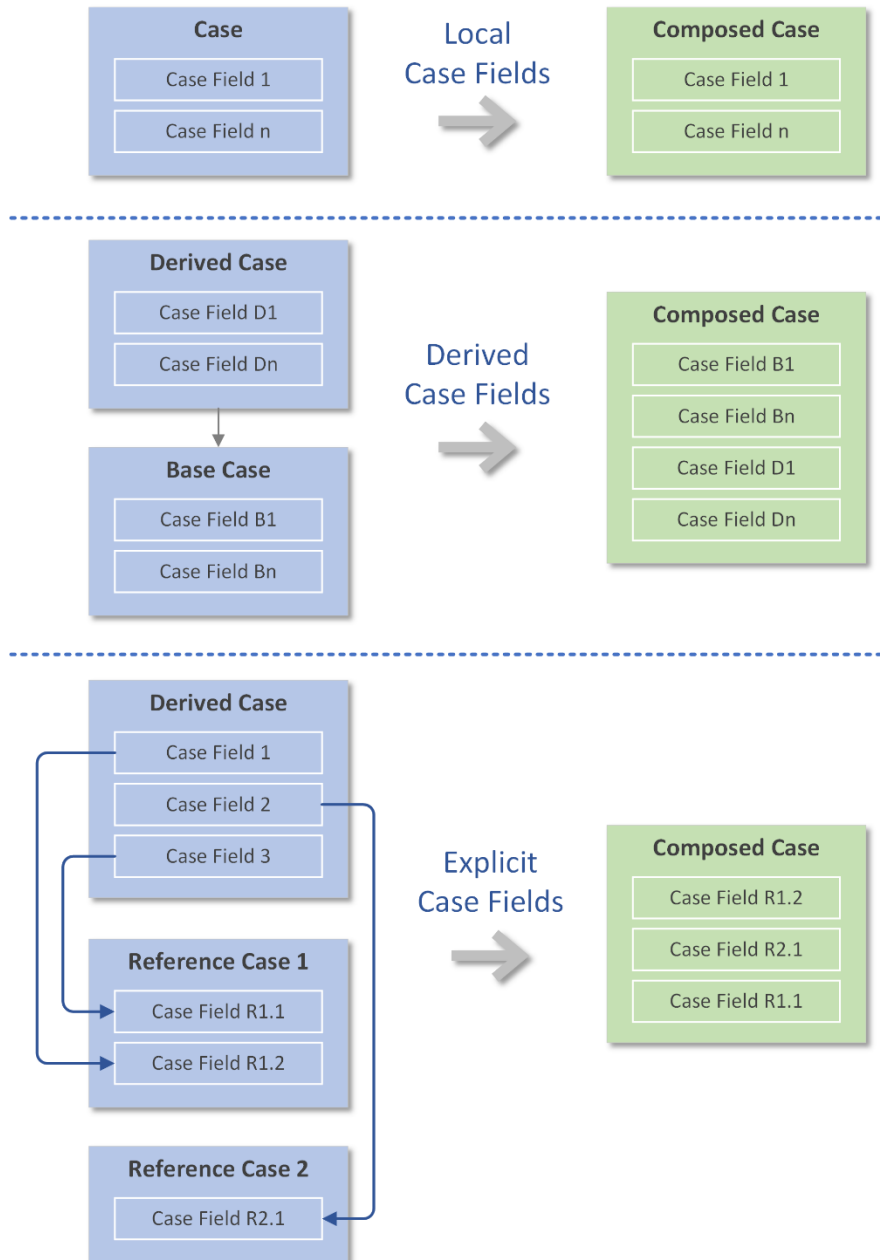 Case
Case Field 1
Case Field n
Local
Case Fields
Composed Case
Case Field 1
Case Field n
Derived Case
Case Field D1
Case Field Dn
Base Case
Case Field B1
Case Field Bn
Derived
Case Fields
Composed Case
Case Field B1
Case Field Bn
Case Field D1
Case Field Dn
Derived Case
Case Field 1
Case Field 2
Case Field 3
Reference Case 1
Case Field R1.1
Case Field R1.2
Reference Case 2
Case Field R2.1
Explicit
Case Fields
Composed Case
Case Field R1.2
Case Field R2.1
Case Field R1.1